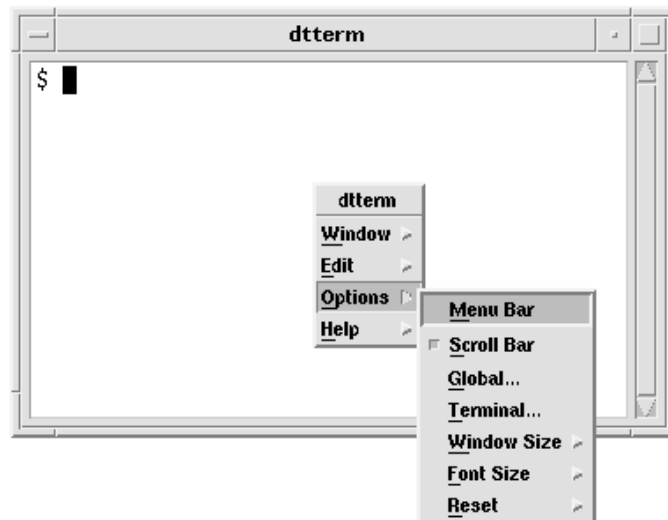 dtterm
$
dtterm
Window
Edit
Options
Help
Menu Bar
Scroll Bar
Global...
Terminal...
Window Size
Font Size
Reset